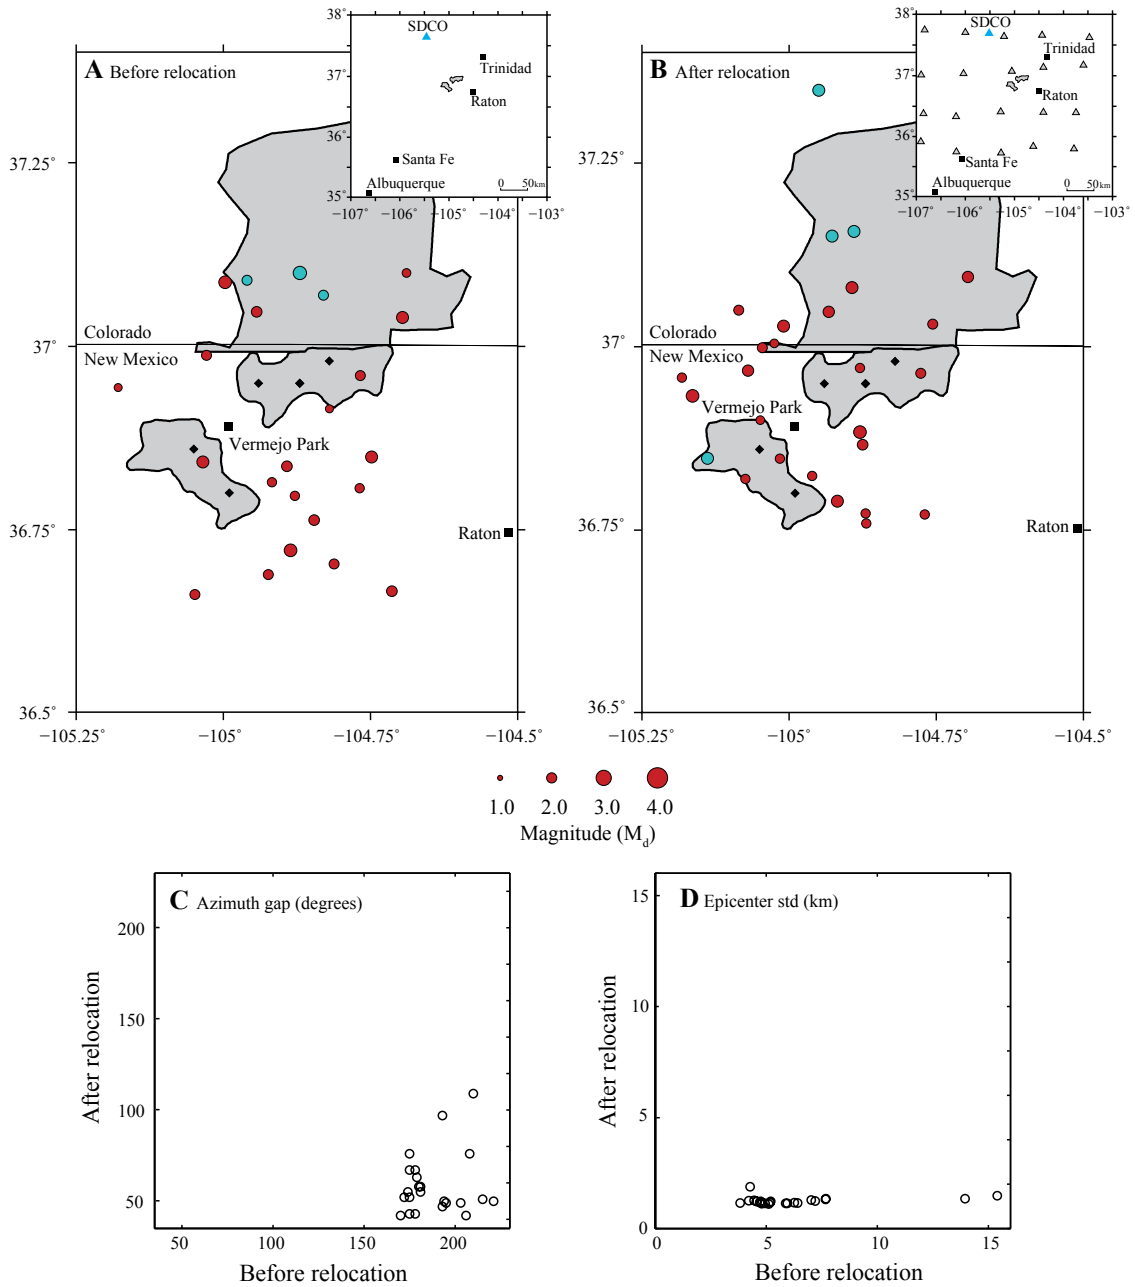 A Before relocation
38°
37°
36°
35°
−107° −106° −105° −104° −103°
SDCO
Trinidad
Raton
Santa Fe
Albuquerque
0 50km
37.25°
37°
36.75°
36.5°
−105.25° −105° −104.75° −104.5°
Colorado
New Mexico
Vermejo Park
Raton
B After relocation
38°
37°
36°
35°
−107° −106° −105° −104° −103°
SDCO
Trinidad
Raton
Santa Fe
Albuquerque
0 50km
37.25°
37°
36.75°
36.5°
−105.25° −105° −104.75° −104.5°
Colorado
New Mexico
Vermejo Park
Raton
1.0 2.0 3.0 4.0
Magnitude (Md)
C Azimuth gap (degrees)
After relocation
200
150
100
50
50 100 150 200
Before relocation
D Epicenter std (km)
After relocation
15
10
5
0
0 5 10 15
Before relocation